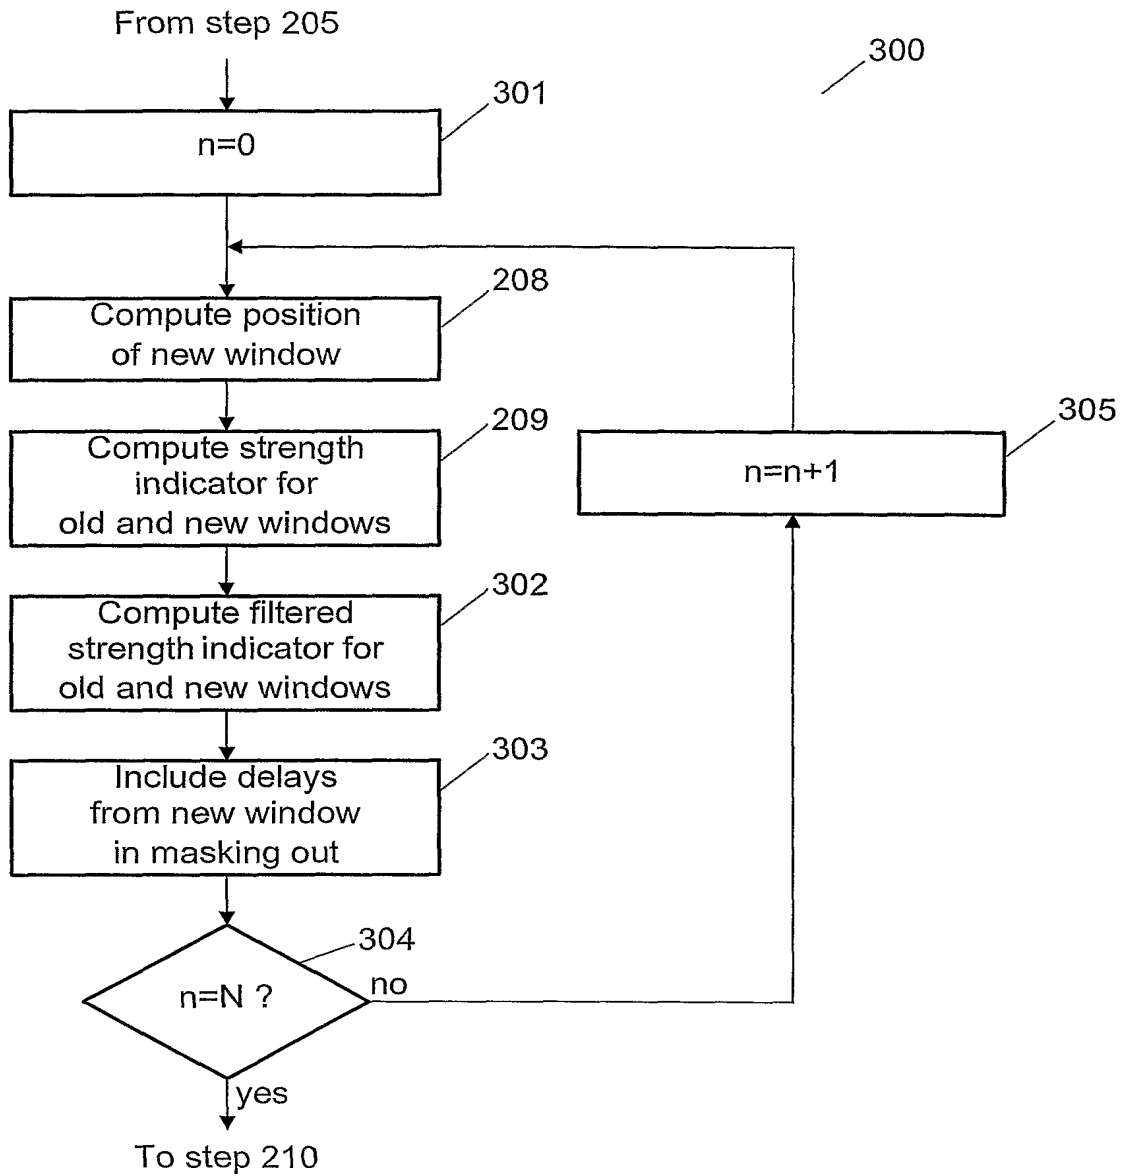 From step 205
300
301
n=0
208
Compute position
of new window
209
Compute strength
indicator for
old and new windows
305
n=n+1
302
Compute filtered
strength indicator for
old and new windows
303
Include delays
from new window
in masking out
304
n=N ?
no
yes
To step 210